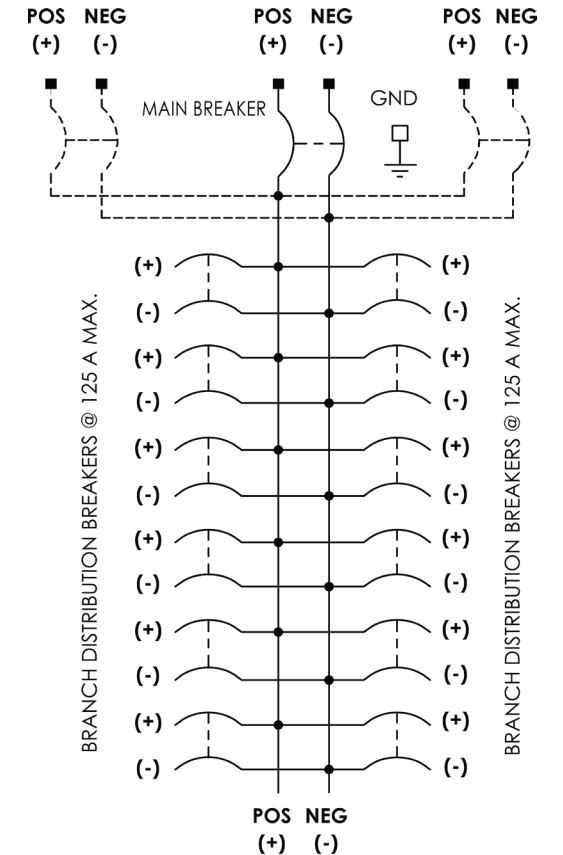 POS NEG POS NEG POS NEG
(+) (-) (+) (-) (+) (-)
MAIN BREAKER
GND
BRANCH DISTRIBUTION BREAKERS @ 125 A MAX.
(+) (+)
(-) (-)
(+) (+)
(-) (-)
(+) (+)
(-) (-)
(+) (+)
(-) (-)
(+) (+)
(-) (-)
(+) (+)
(-) (-)
BRANCH DISTRIBUTION BREAKERS @ 125 A MAX.
POS NEG
(+) (-)